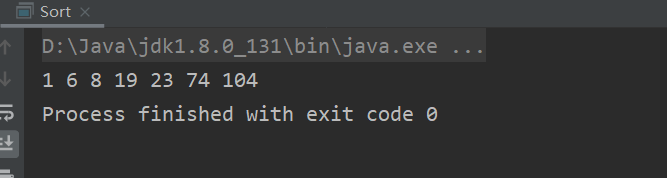 Sort
D:\Java\jdk1.8.0_131\bin\java.exe ...
1 6 8 19 23 74 104
Process finished with exit code 0